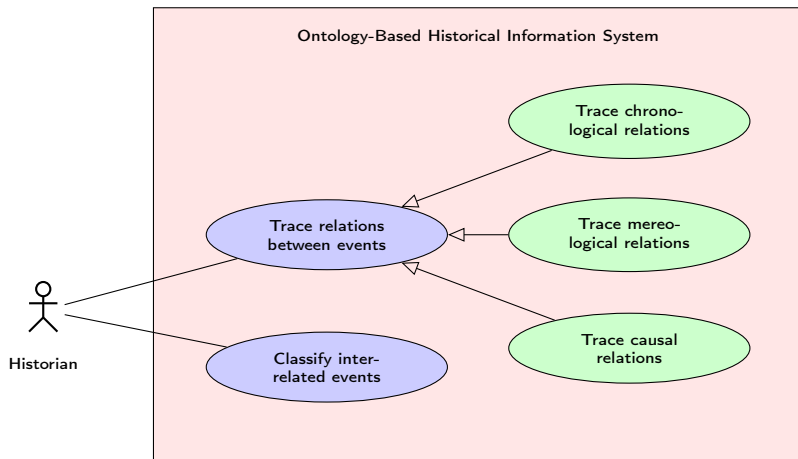 Ontology-Based Historical Information System
Trace chrono-
logical relations
Trace relations
between events
Trace mereo-
logical relations
Historian
Classify inter-
related events
Trace causal
relations